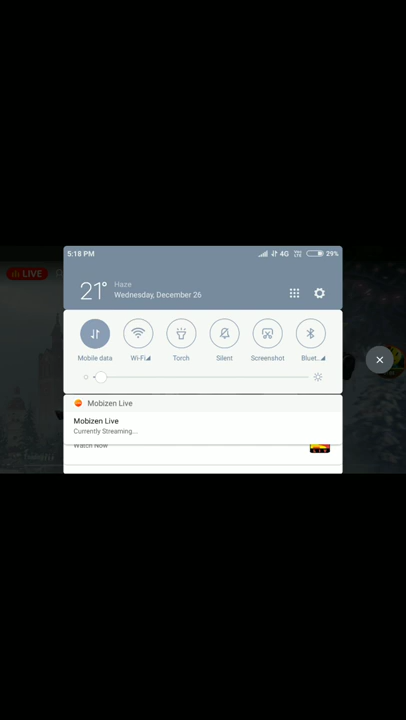 5:18 PM
4G
29%
LIVE
21°
Haze
Wednesday, December 26
Mobile data
Wi-Fi
Torch
Silent
Screenshot
Bluet...
Mobizen Live
Mobizen Live
Currently Streaming...
Watch Now